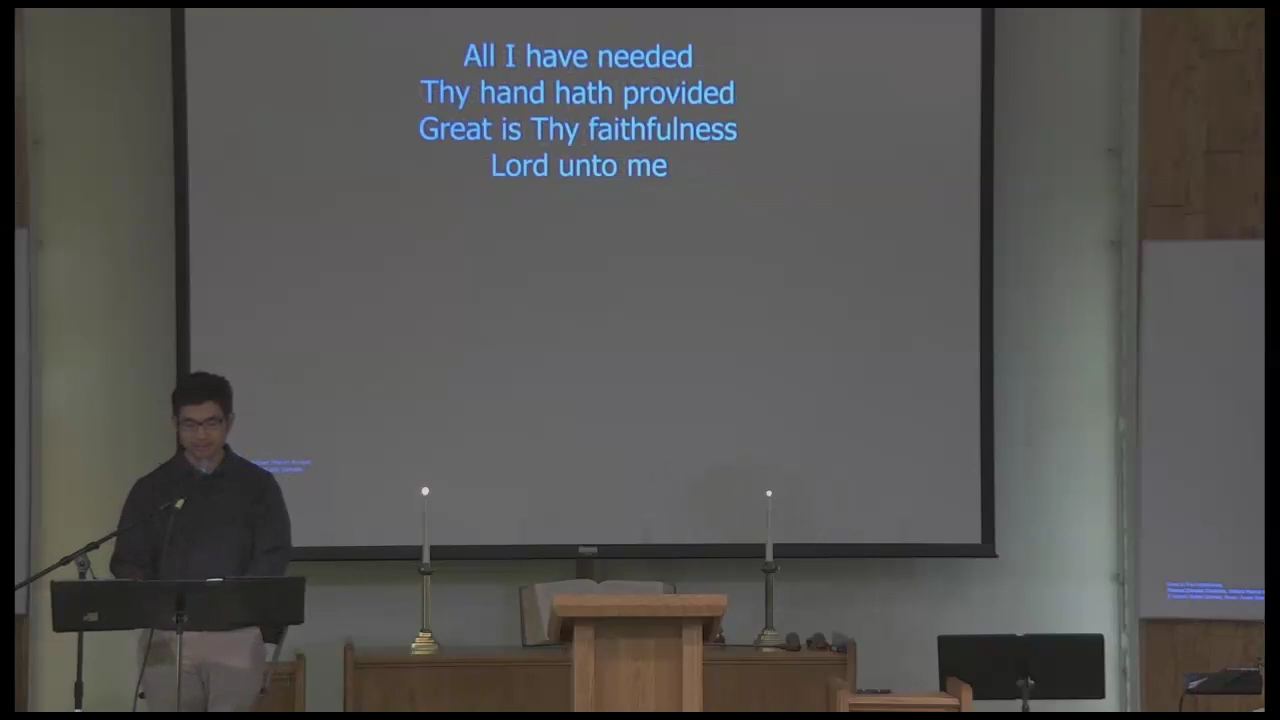 All I have needed
Thy hand hath provided
Great is Thy faithfulness
Lord unto me